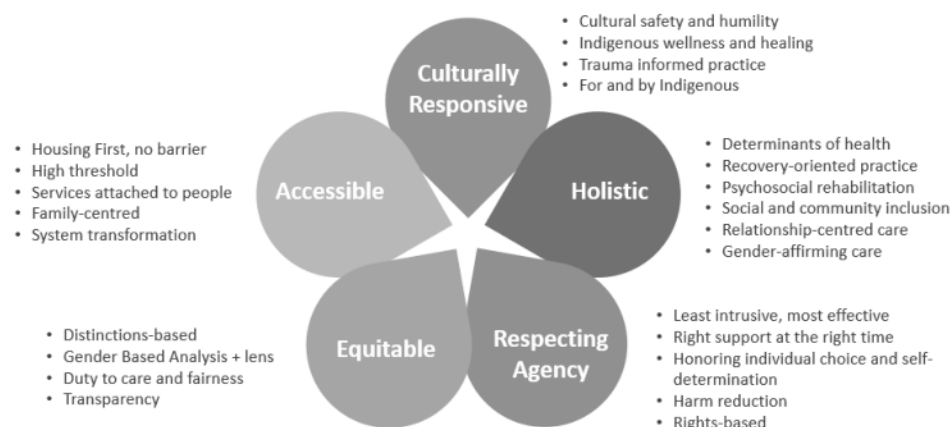 Culturally
Responsive
• Cultural safety and humility
• Indigenous wellness and healing
• Trauma informed practice
• For and by Indigenous
Holistic
• Determinants of health
• Recovery-oriented practice
• Psychosocial rehabilitation
• Social and community inclusion
• Relationship-centred care
• Gender-affirming care
Respecting
Agency
• Least intrusive, most effective
• Right support at the right time
• Honoring individual choice and self-
determination
• Harm reduction
• Rights-based
Equitable
• Distinctions-based
• Gender Based Analysis + lens
• Duty to care and fairness
• Transparency
Accessible
• Housing First, no barrier
• High threshold
• Services attached to people
• Family-centred
• System transformation